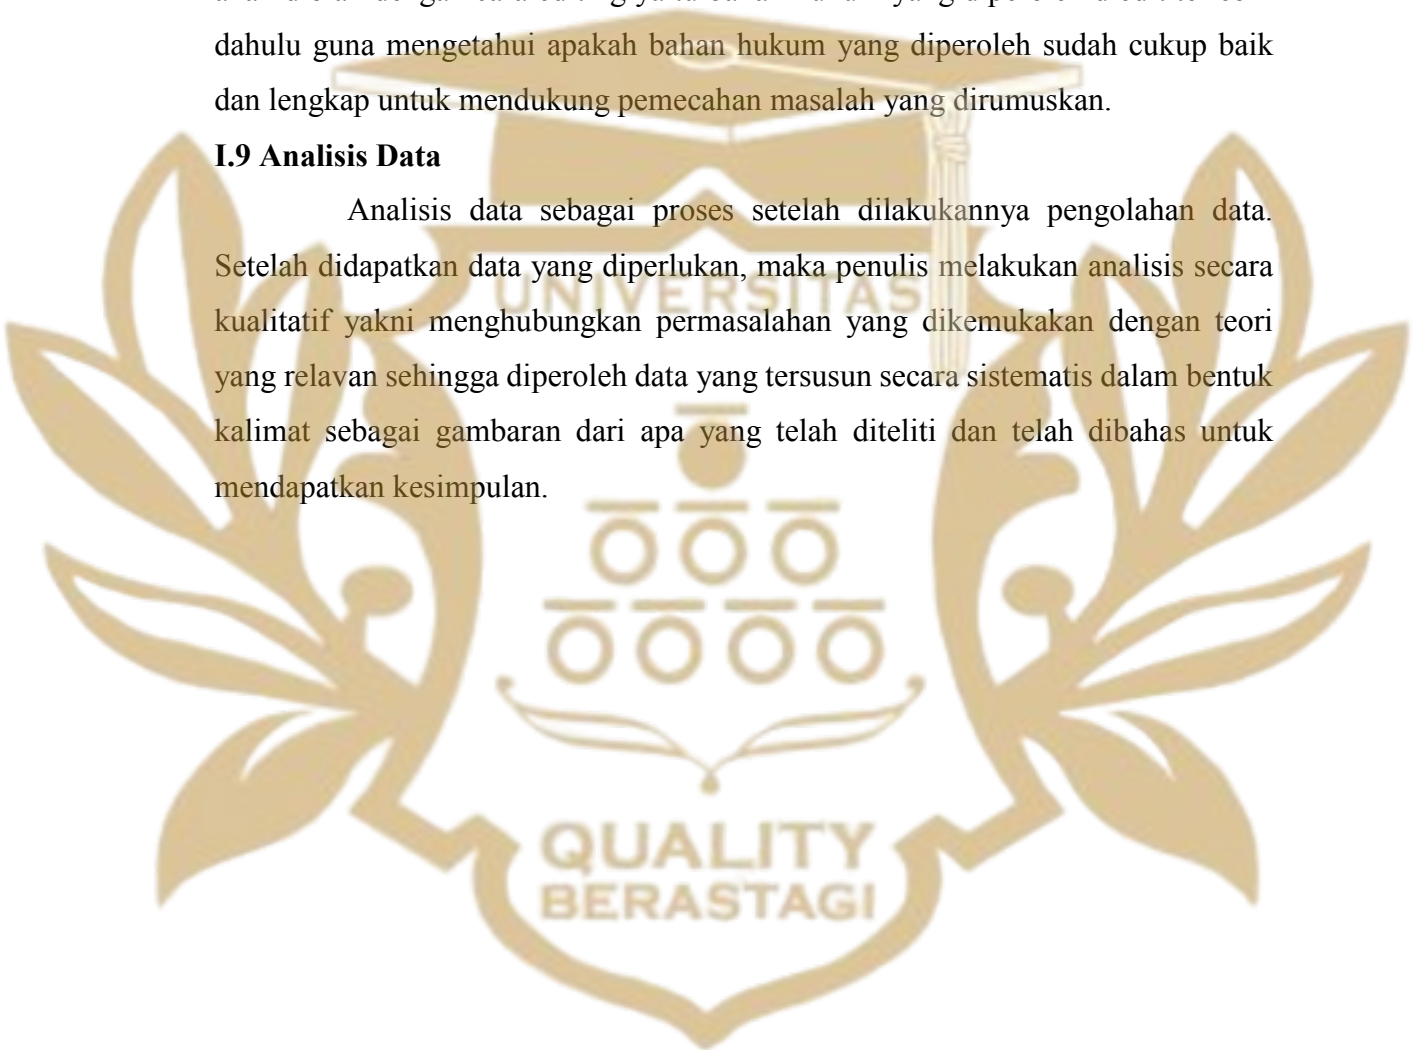 dahulu guna mengetahui apakah bahan hukum yang diperoleh sudah cukup baik
dan lengkap untuk mendukung pemecahan masalah yang dirumuskan.
I.9 Analisis Data
Analisis data sebagai proses setelah dilakukannya pengolahan data.
Setelah didapatkan data yang diperlukan, maka penulis melakukan analisis secara
kualitatif yakni menghubungkan permasalahan yang dikemukakan dengan teori
yang relavan sehingga diperoleh data yang tersusun secara sistematis dalam bentuk
kalimat sebagai gambaran dari apa yang telah diteliti dan telah dibahas untuk
mendapatkan kesimpulan.
UNIVERSITAS
QUALITY
BERASTAGI